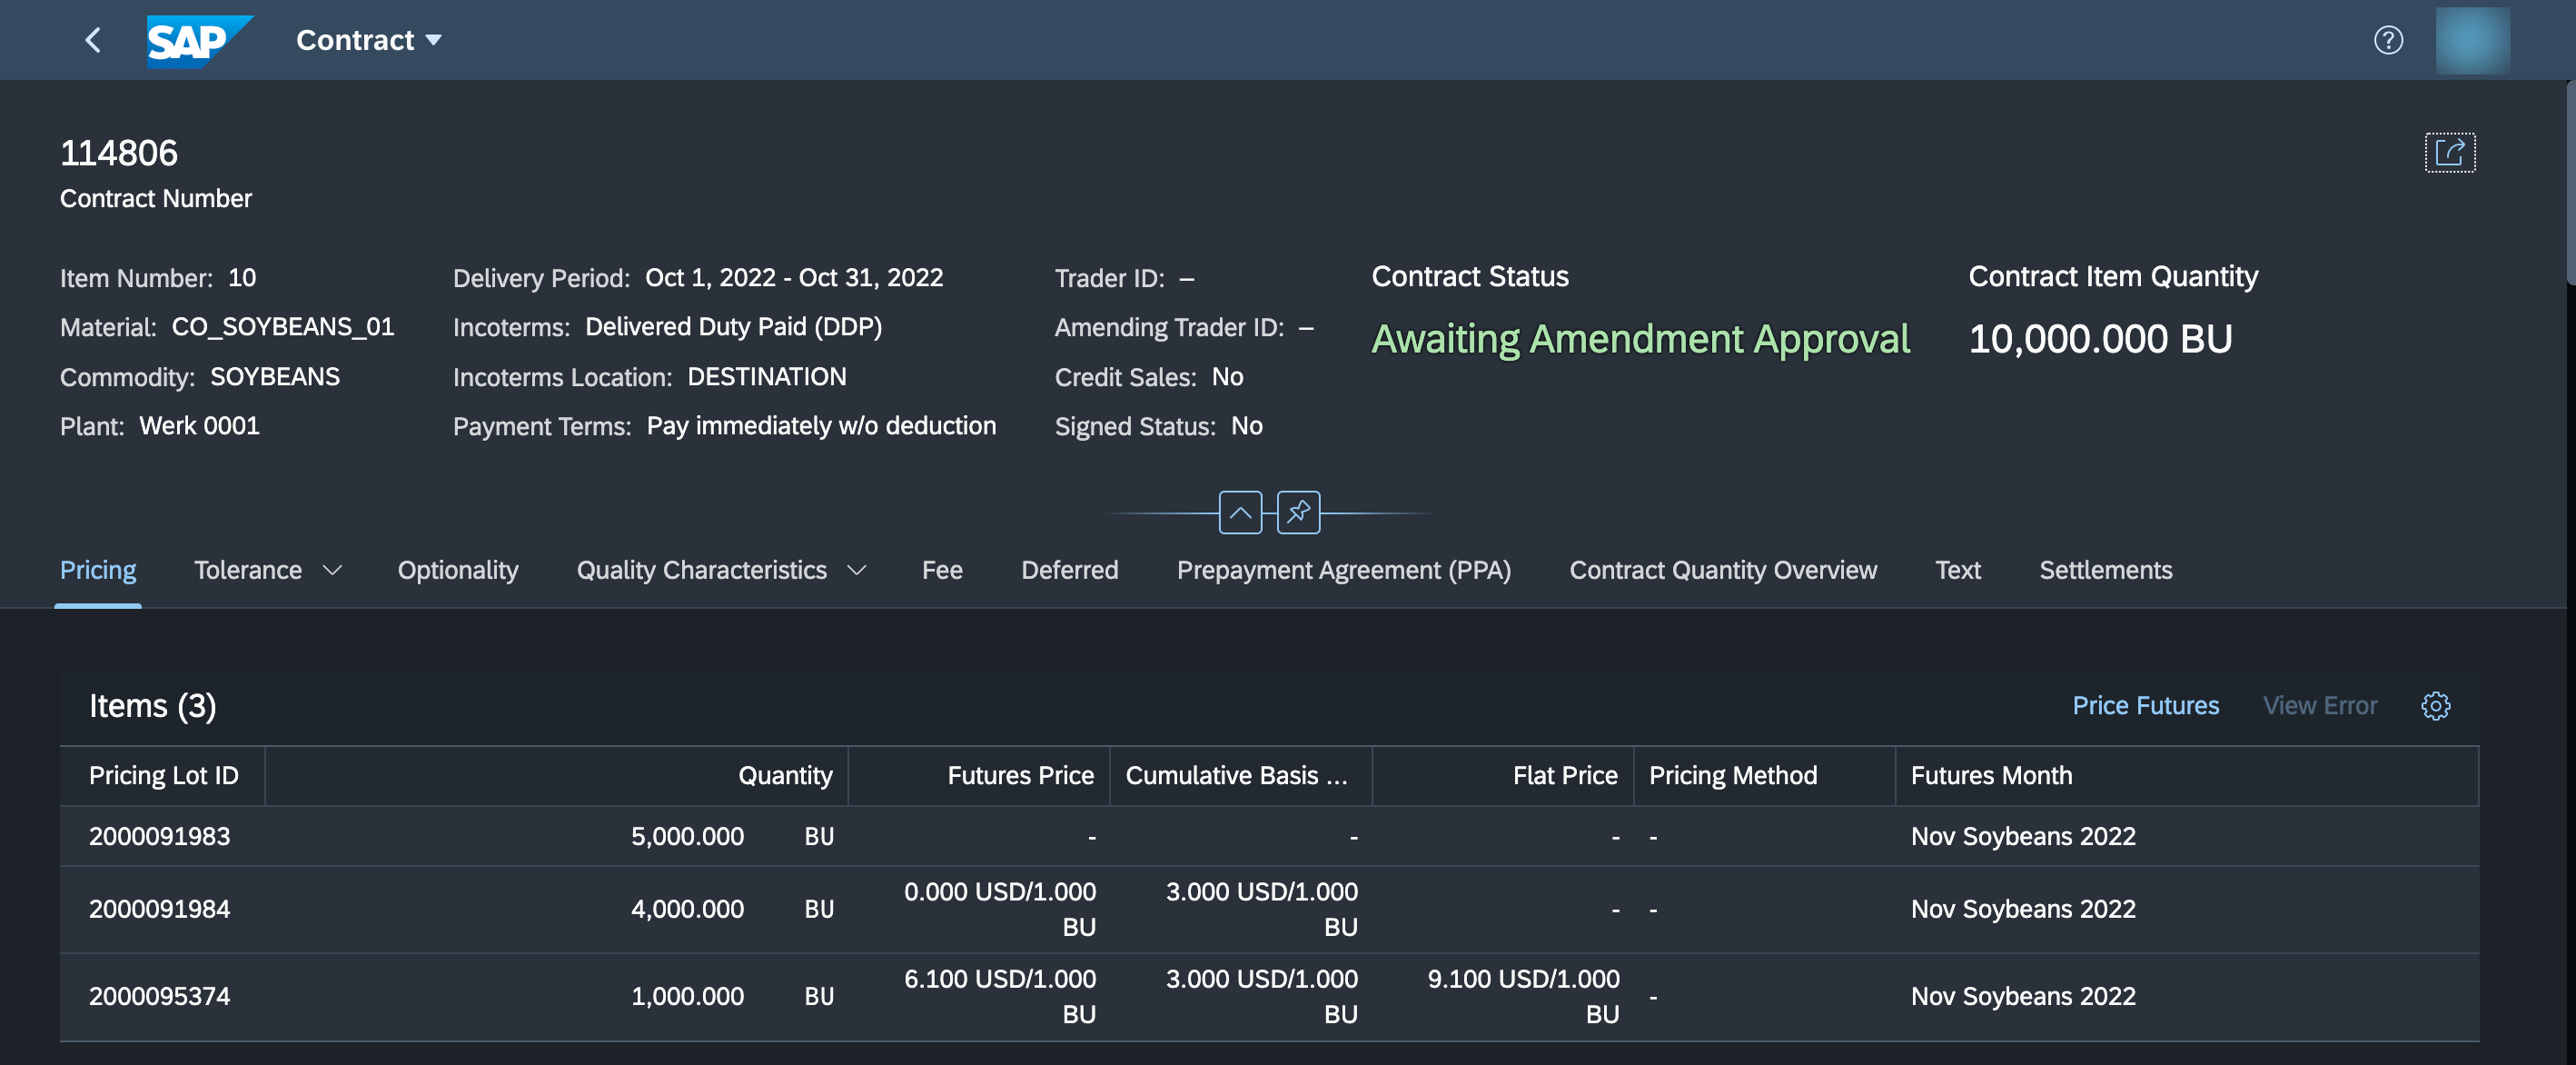 SAP Contract
114806
Contract Number
Item Number: 10
Material: CO_SOYBEANS_01
Commodity: SOYBEANS
Plant: Werk 0001
Delivery Period: Oct 1, 2022 - Oct 31, 2022
Incoterms: Delivered Duty Paid (DDP)
Incoterms Location: DESTINATION
Payment Terms: Pay immediately w/o deduction
Trader ID: –
Amending Trader ID: –
Credit Sales: No
Signed Status: No
Contract Status
Awaiting Amendment Approval
Contract Item Quantity
10,000.000 BU
Pricing Tolerance Optionality Quality Characteristics Fee Deferred Prepayment Agreement (PPA) Contract Quantity Overview Text Settlements
Items (3) Price Futures View Error
Pricing Lot ID Quantity Futures Price Cumulative Basis ... Flat Price Pricing Method Futures Month
2000091983 5,000.000 BU - - - - Nov Soybeans 2022
2000091984 4,000.000 BU 0.000 USD/1.000 BU 3.000 USD/1.000 BU - - Nov Soybeans 2022
2000095374 1,000.000 BU 6.100 USD/1.000 BU 3.000 USD/1.000 BU 9.100 USD/1.000 BU - Nov Soybeans 2022